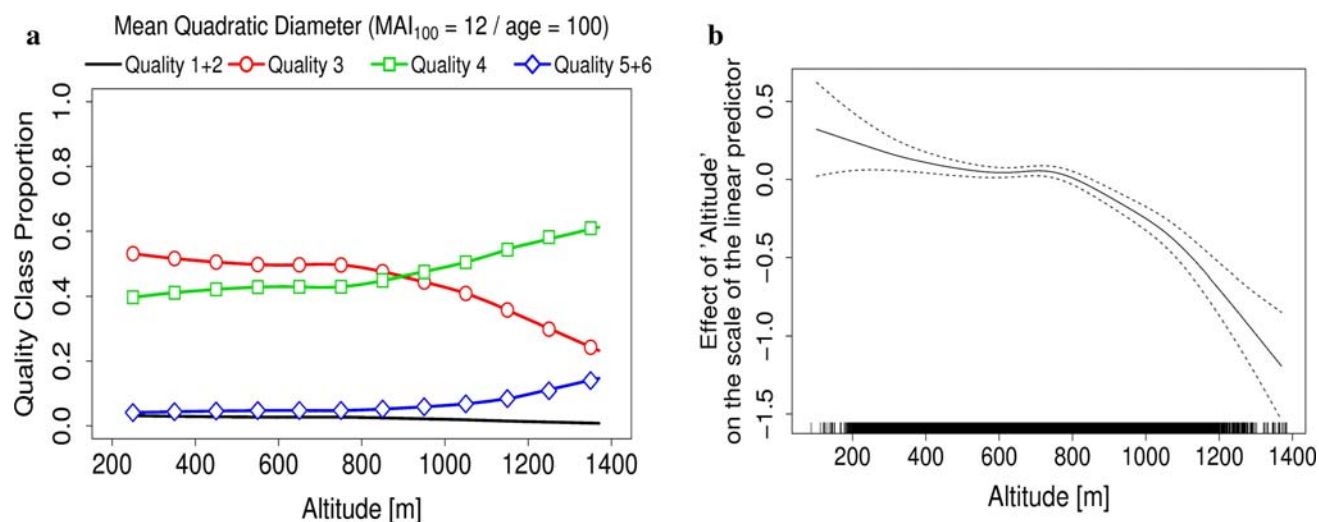 a
Mean Quadratic Diameter (MAI100 = 12 / age = 100)
Quality 1+2 Quality 3 Quality 4 Quality 5+6
Quality Class Proportion
1.0
0.8
0.6
0.4
0.2
0.0
200 400 600 800 1000 1200 1400
Altitude [m]
b
Effect of 'Altitude'
on the scale of the linear predictor
0.5
0.0
−0.5
−1.0
−1.5
200 400 600 800 1000 1200 1400
Altitude [m]